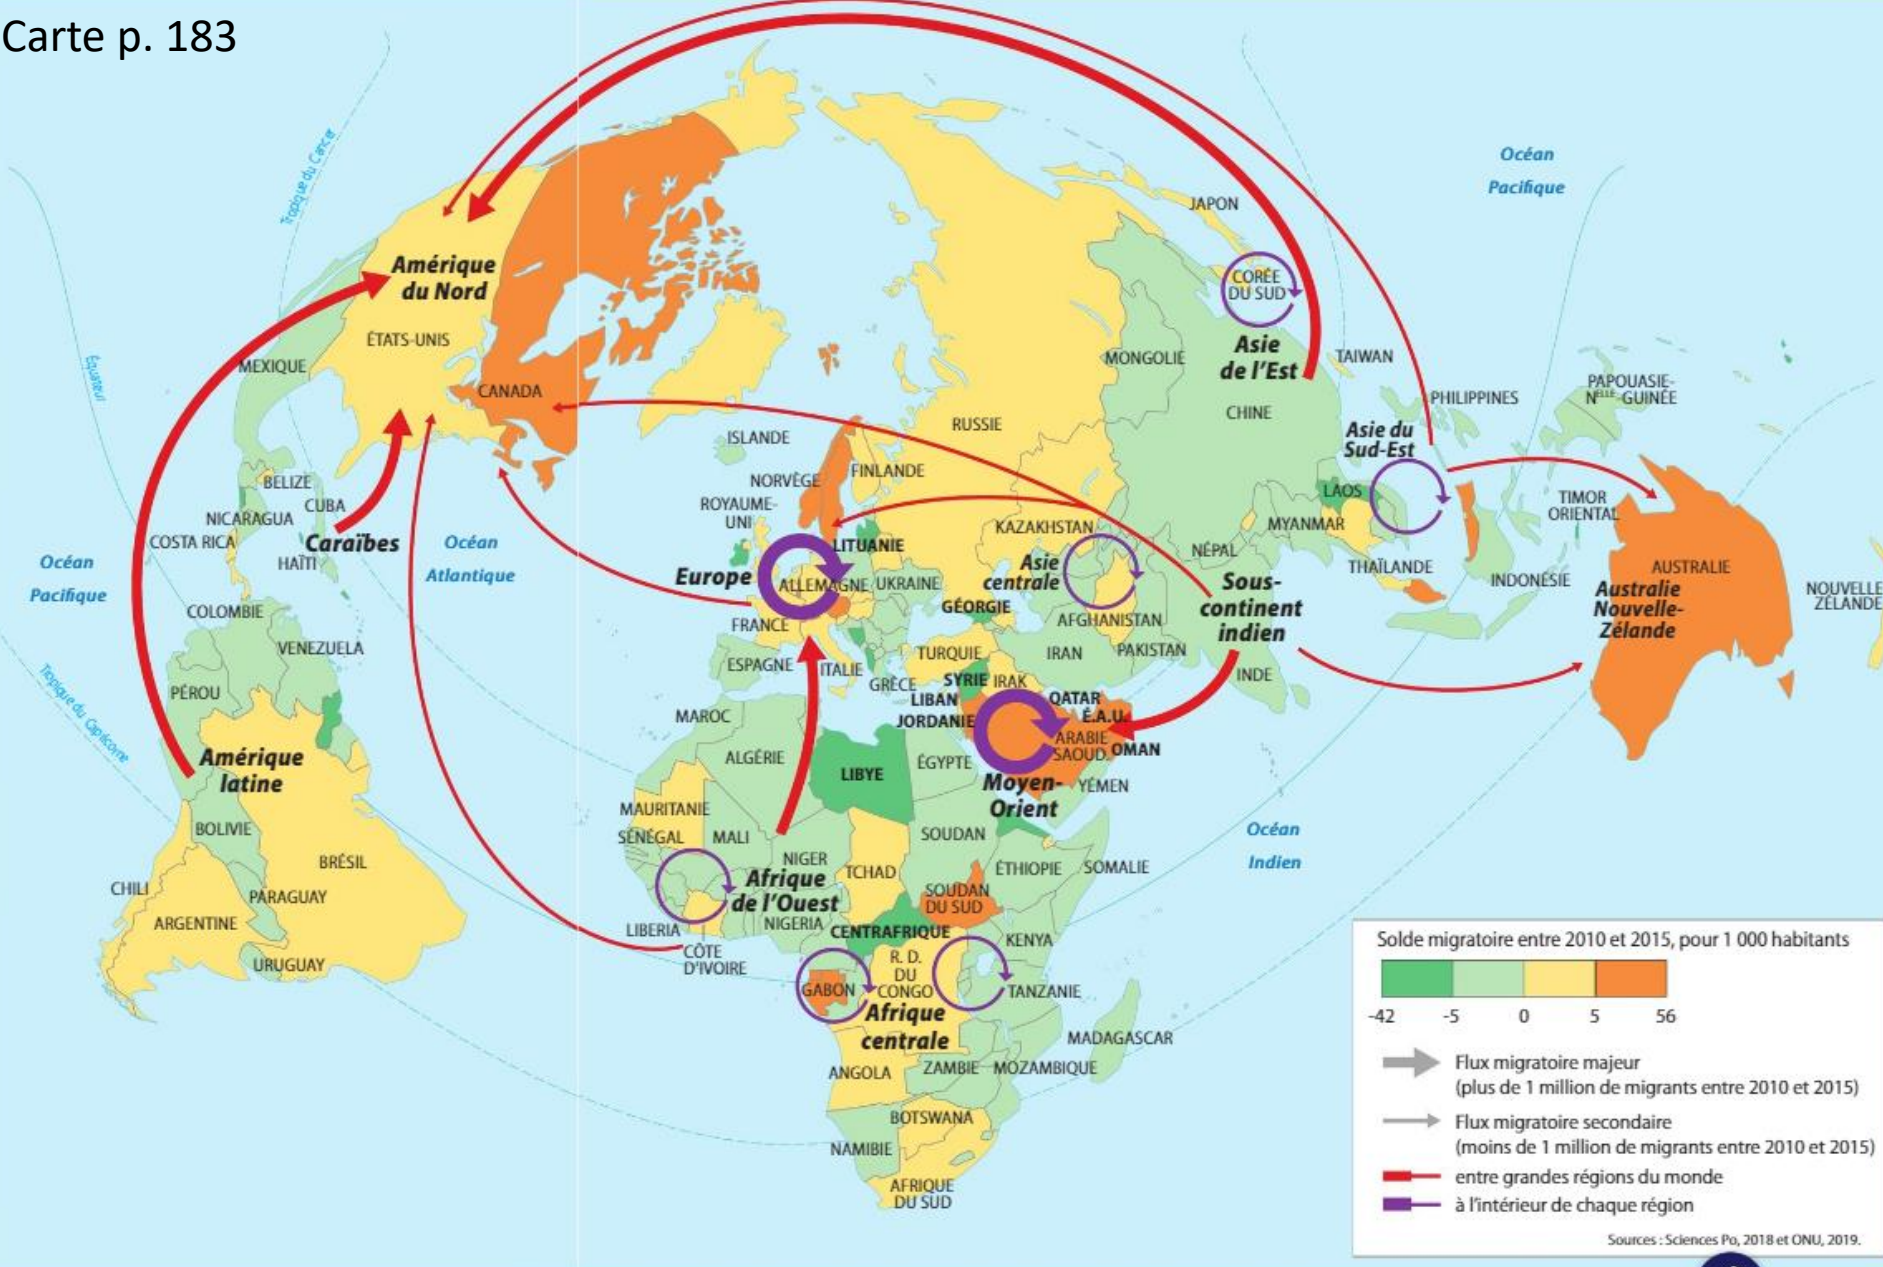 Carte p. 183
Tropique du Cancer
Océan
Pacifique
JAPON
Amérique
du Nord
CORÉE
DU SUD
ÉTATS-UNIS
MEXIQUE
Équateur
CANADA
MONGOLIE
Asie
de l'Est
TAIWAN
CHINE
PHILIPPINES
PAPOUASIE-
NELLE-GUINÉE
RUSSIE
ISLANDE
Asie du
Sud-Est
NORVÈGE
FINLANDE
BELIZE
CUBA
NICARAGUA
COSTA RICA
HAÏTI
Caraïbes
Océan
Atlantique
Océan
Pacifique
ROYAUME-
UNI
LITUANIE
KAZAKHSTAN
LAOS
MYANMAR
TIMOR
ORIENTAL
NÉPAL
THAÏLANDE
INDONÉSIE
AUSTRALIE
Australie
Nouvelle-
Zélande
NOUVELLE
ZÉLANDE
Europe
ALLEMAGNE
UKRAINE
Asie
centrale
GÉORGIE
AFGHANISTAN
Sous-
continent
indien
COLOMBIE
VENEZUELA
FRANCE
ESPAGNE
ITALIE
GRÈCE
TURQUIE
IRAN
PAKISTAN
INDE
SYRIE
IRAK
LIBAN
JORDANIE
QATAR
É.A.U.
ARABIE
SAOUD.
OMAN
YÉMEN
Moyen-
Orient
PÉROU
Tropique du Capricorne
Amérique
latine
MAROC
ALGÉRIE
LIBYE
ÉGYPTE
BOLIVIE
BRÉSIL
CHILI
PARAGUAY
ARGENTINE
URUGUAY
MAURITANIE
SÉNÉGAL
MALI
NIGER
TCHAD
SOUDAN
ÉTHIOPIE
SOMALIE
Océan
Indien
Afrique
de l'Ouest
SOUDAN
DU SUD
LIBERIA
NIGERIA
CENTRAFRIQUE
CÔTE
D'IVOIRE
KENYA
R. D.
DU
CONGO
GABON
TANZANIE
Afrique
centrale
MADAGASCAR
ANGOLA
ZAMBIE
MOZAMBIQUE
BOTSWANA
NAMIBIE
AFRIQUE
DU SUD
Solde migratoire entre 2010 et 2015, pour 1 000 habitants
-42 -5 0 5 56
Flux migratoire majeur
(plus de 1 million de migrants entre 2010 et 2015)
Flux migratoire secondaire
(moins de 1 million de migrants entre 2010 et 2015)
entre grandes régions du monde
à l'intérieur de chaque région
Sources : Sciences Po, 2018 et ONU, 2019.